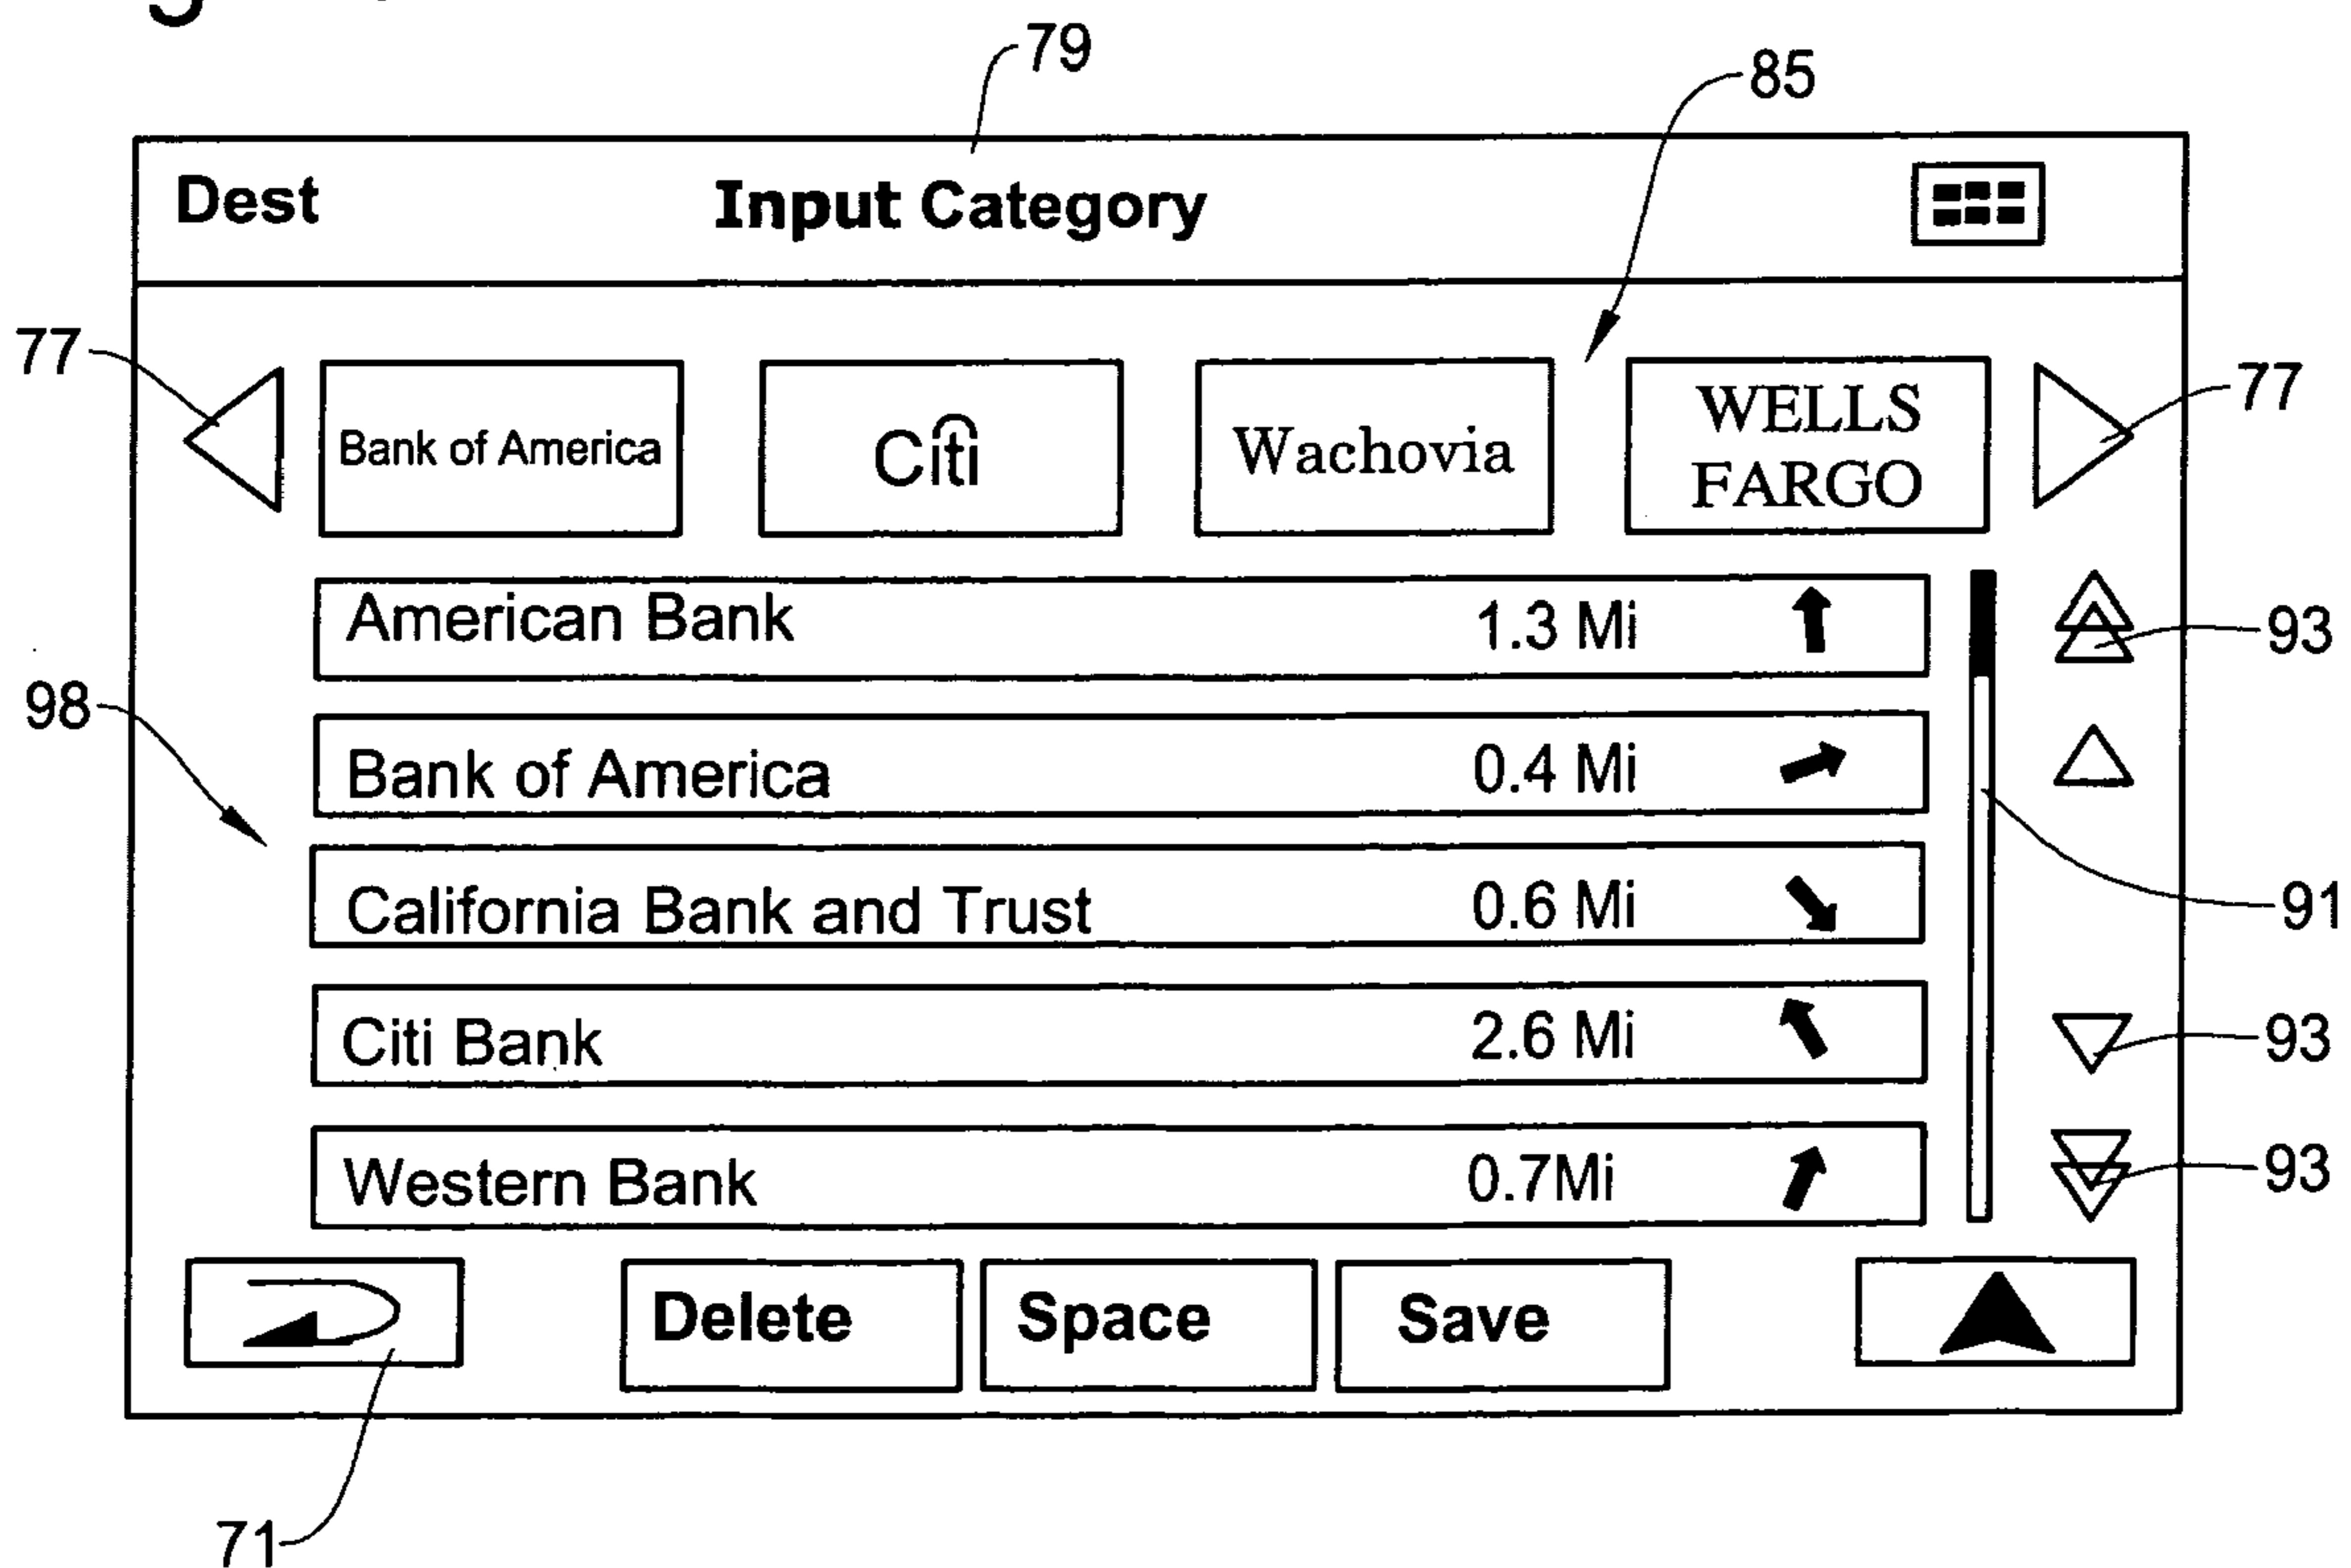 79
85
Dest Input Category
77
77
Bank of America Citi Wachovia WELLS
FARGO
American Bank 1.3 Mi
93
98
Bank of America 0.4 Mi
California Bank and Trust 0.6 Mi
91
Citi Bank 2.6 Mi
93
Western Bank 0.7Mi
93
Delete Space Save
71